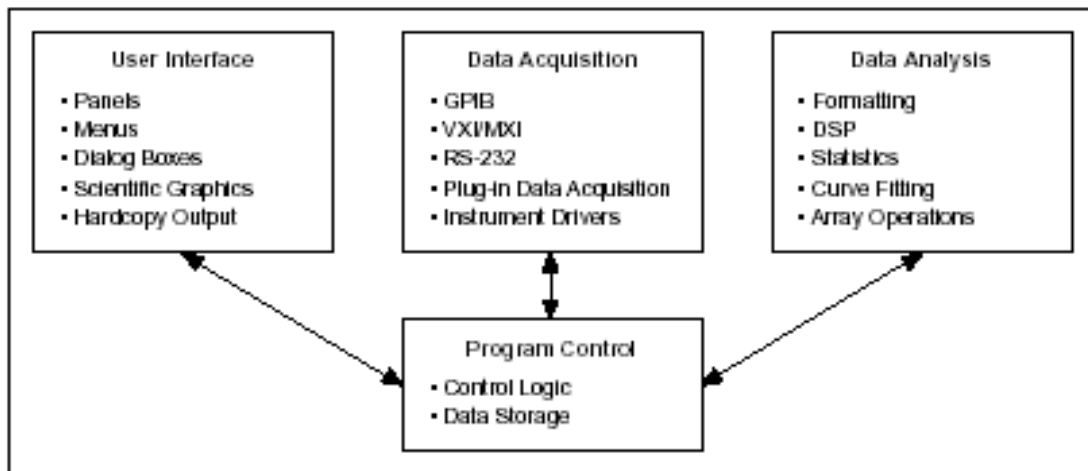 User Interface
• Panels
• Menus
• Dialog Boxes
• Scientific Graphics
• Hardcopy Output
Data Acquisition
• GPIB
• VXI/MXI
• RS-232
• Plug-in Data Acquisition
• Instrument Drivers
Data Analysis
• Formatting
• DSP
• Statistics
• Curve Fitting
• Array Operations
Program Control
• Control Logic
• Data Storage